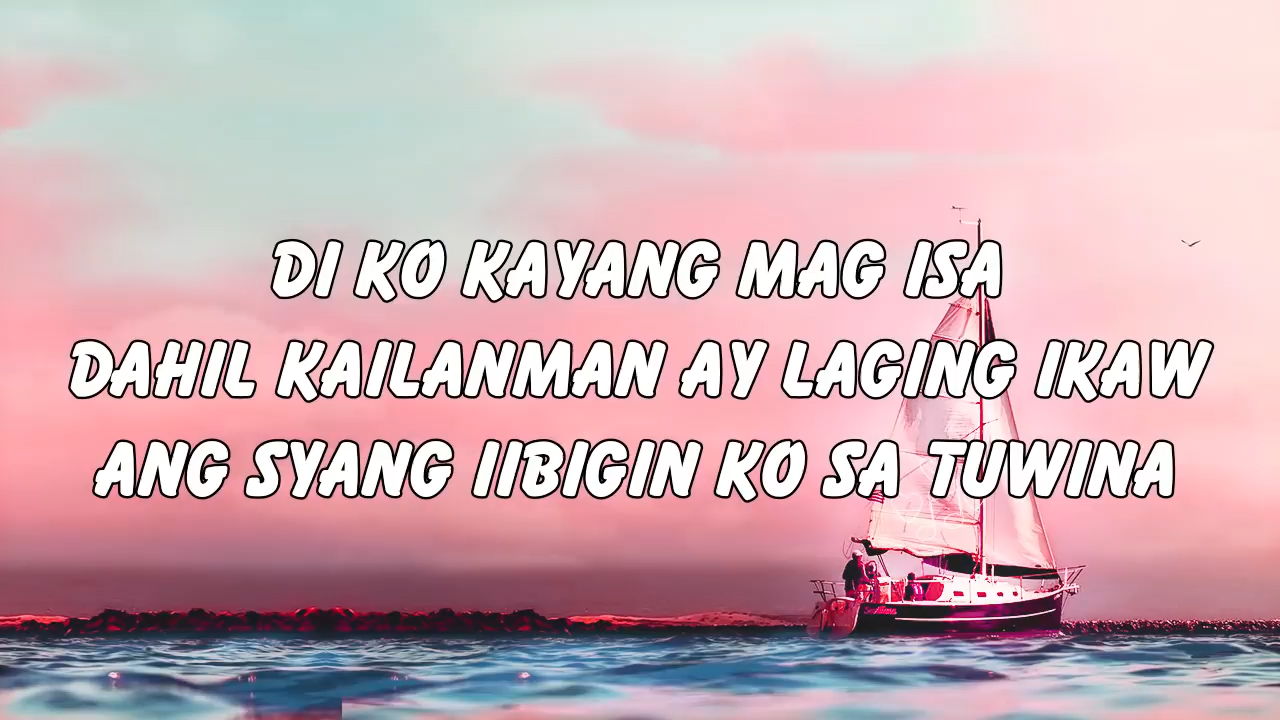 DI KO KAYANG MAG ISA
DAHIL KAILANMAN AY LAGING IKAW
ANG SYANG IIBIGIN KO SA TUWINA